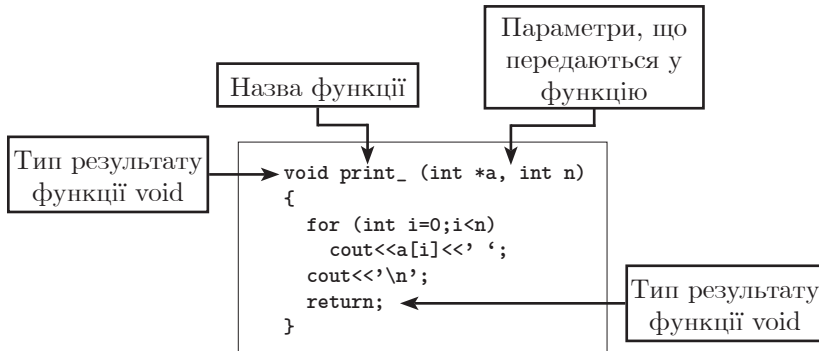 Параметри, що
передаються у
функцію
Назва функції
Тип результату
функції void
void print_ (int *a, int n)
{
for (int i=0;i<n)
cout<<a[i]<<’ ‘;
cout<<’\n’;
return;
}
Тип результату
функції void